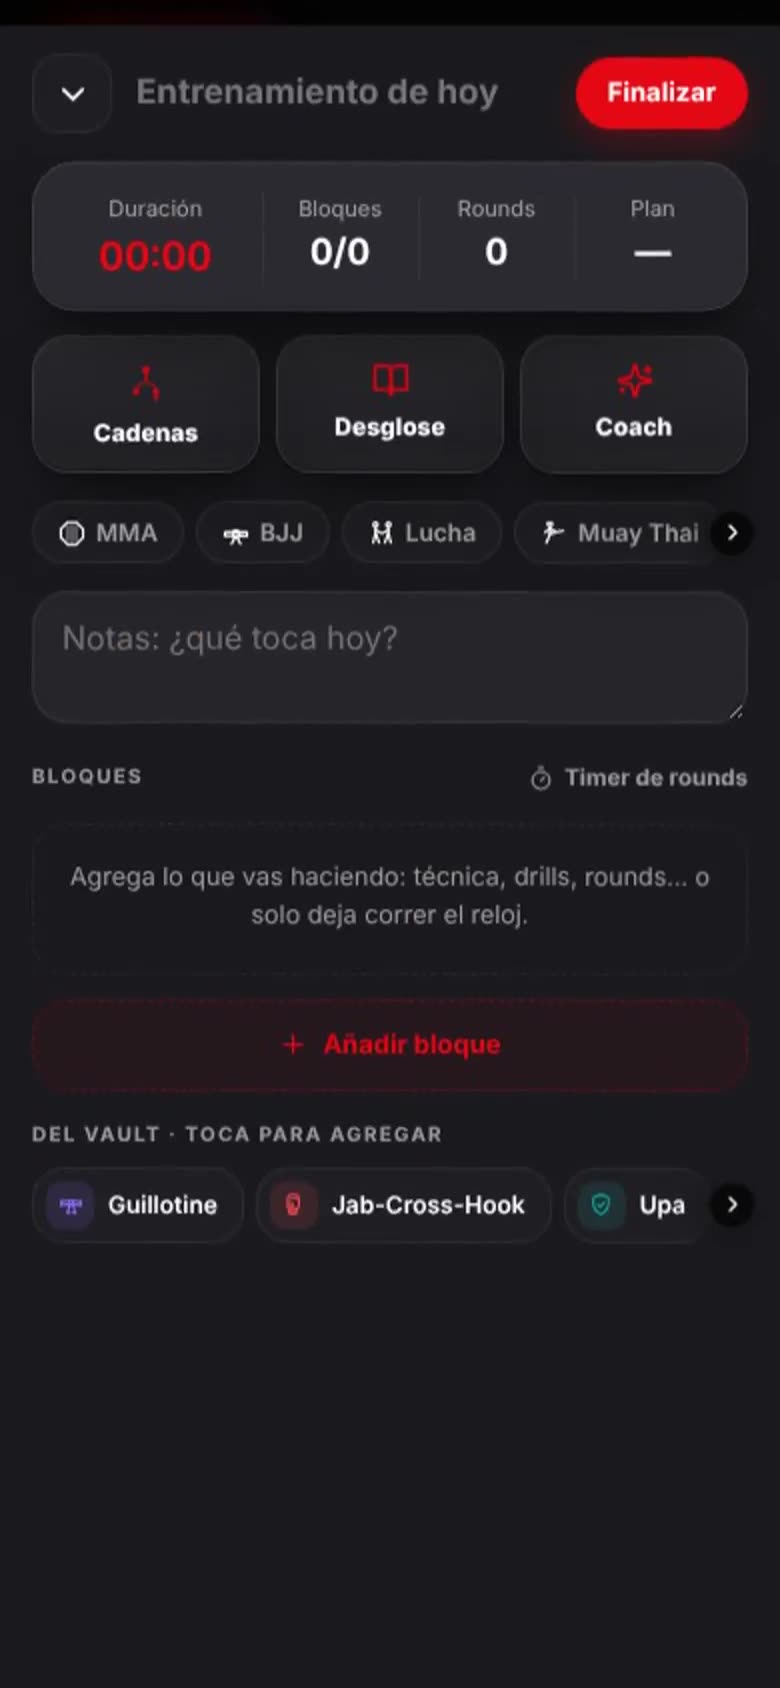 Entrenamiento de hoy
Finalizar
Duración
Bloques
Rounds
Plan
00:00
0/0
0
—
Cadenas
Desglose
Coach
MMA
BJJ
Lucha
Muay Thai
Notas: ¿qué toca hoy?
BLOQUES
Timer de rounds
Agrega lo que vas haciendo: técnica, drills, rounds... o
solo deja correr el reloj.
+ Añadir bloque
DEL VAULT · TOCA PARA AGREGAR
Guillotine
Jab-Cross-Hook
Upa